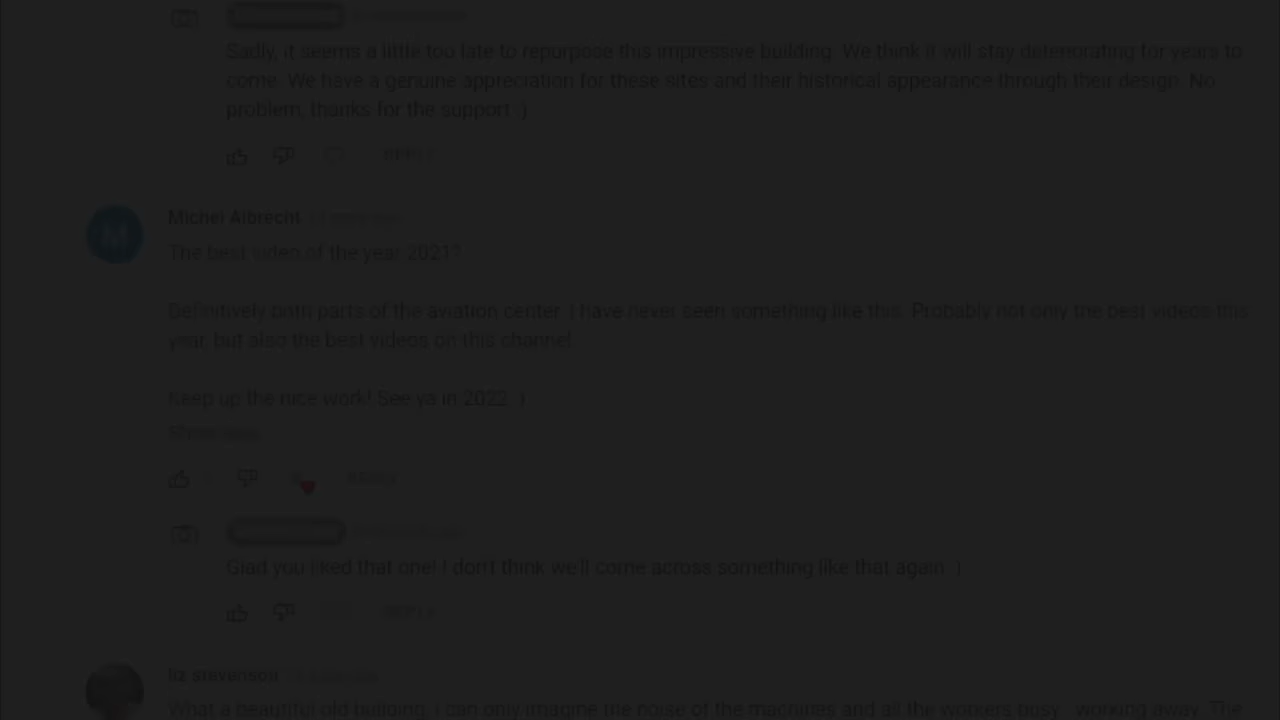 Sadly, it seems a little too late to repurpose this impressive building. We think it will stay deteriorating for years to
come. We have a genuine appreciation for these sites and their historical appearance through their design. No
problem, thanks for the support :)
REPLY
Michel Albrecht
The best video of the year 2021?
Definitively both parts of the aviation center. I have never seen something like this. Probably not only the best videos this
year, but also the best videos on this channel.
Keep up the nice work! See ya in 2022 :)
REPLY
Glad you liked that one! I don't think we'll come across something like that again :)
REPLY
liz stevenson
What a beautiful old building, I can only imagine the noise of the machines and all the workers busy , working away. The